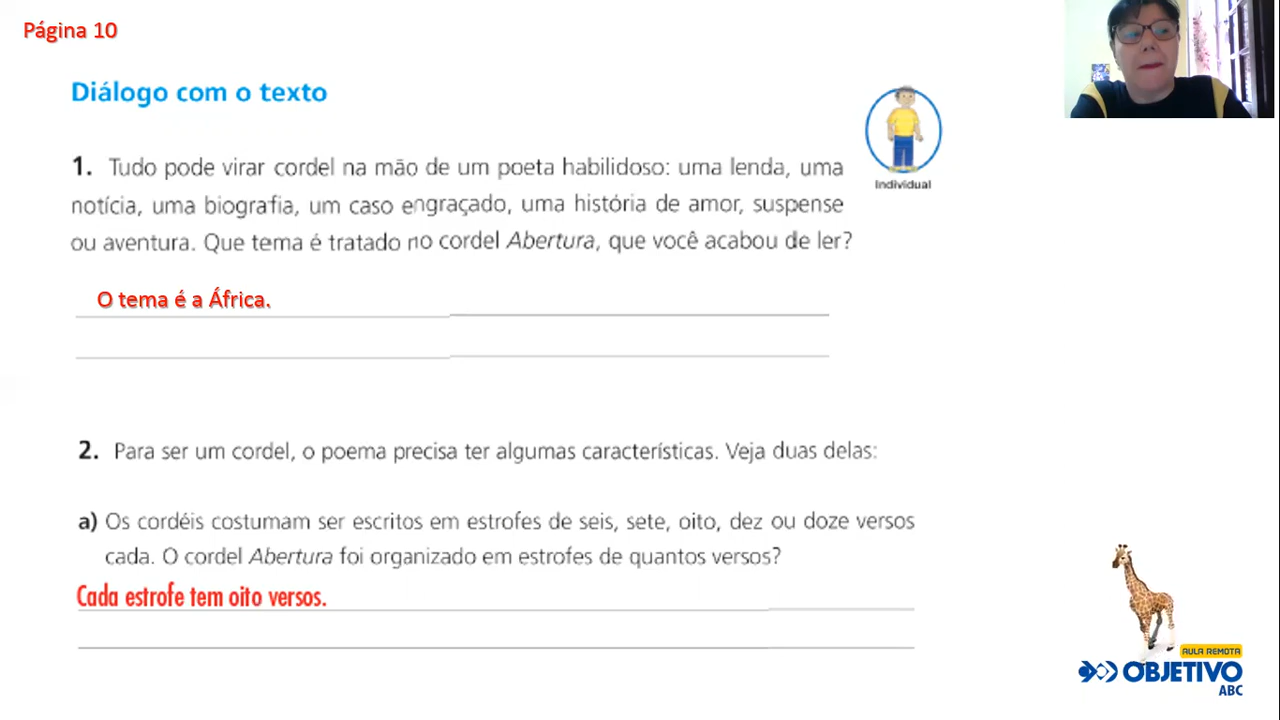 Página 10
Diálogo com o texto
1. Tudo pode virar cordel na mão de um poeta habilidoso: uma lenda, uma
notícia, uma biografia, um caso engraçado, uma história de amor, suspense
ou aventura. Que tema é tratado no cordel Abertura, que você acabou de ler?
Individual
O tema é a África.
2. Para ser um cordel, o poema precisa ter algumas características. Veja duas delas:
a) Os cordéis costumam ser escritos em estrofes de seis, sete, oito, dez ou doze versos
cada. O cordel Abertura foi organizado em estrofes de quantos versos?
Cada estrofe tem oito versos.
AULA REMOTA
OBJETIVO
ABC